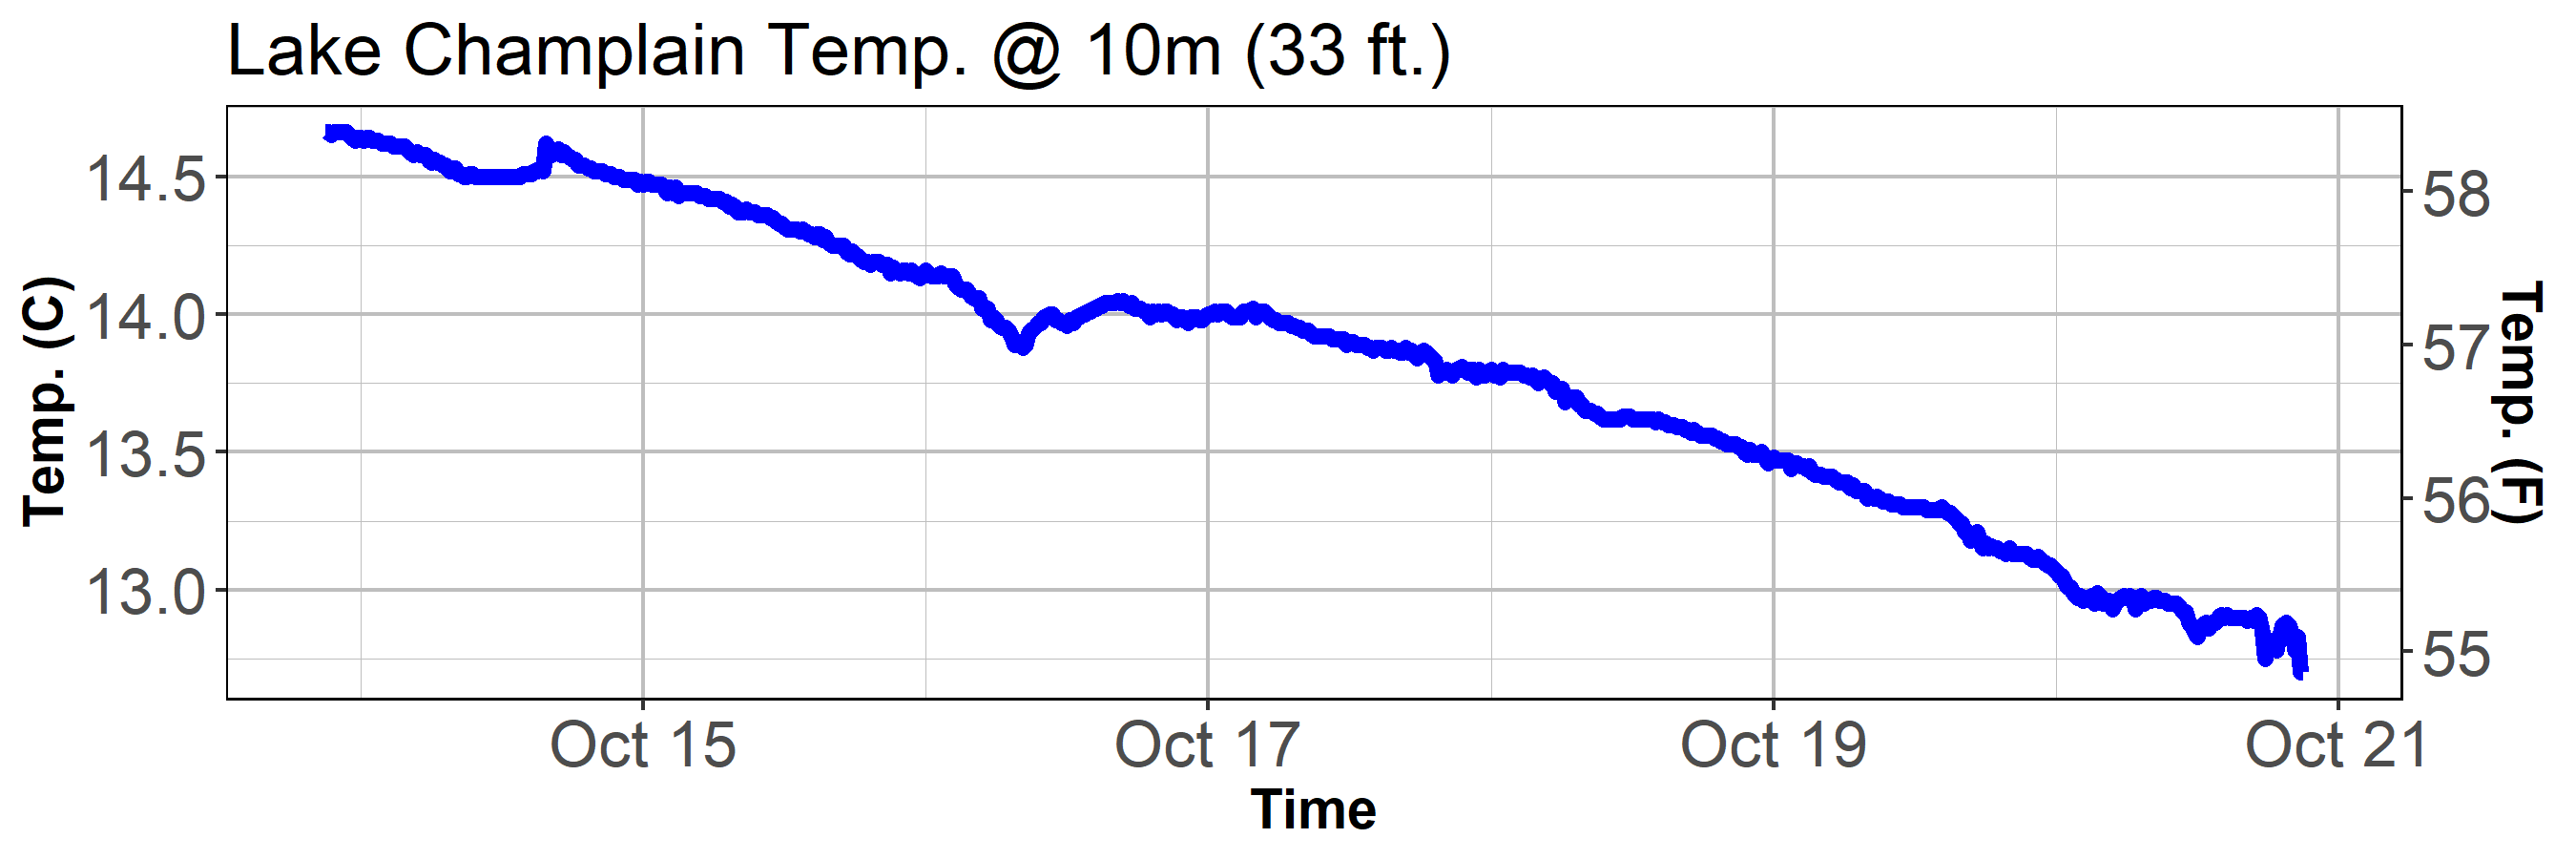 Lake Champlain Temp. @ 10m (33 ft.)
Temp. (C)
14.5
14.0
13.5
13.0
58
57
56
55
Temp. (F)
Oct 15 Oct 17 Oct 19 Oct 21
Time